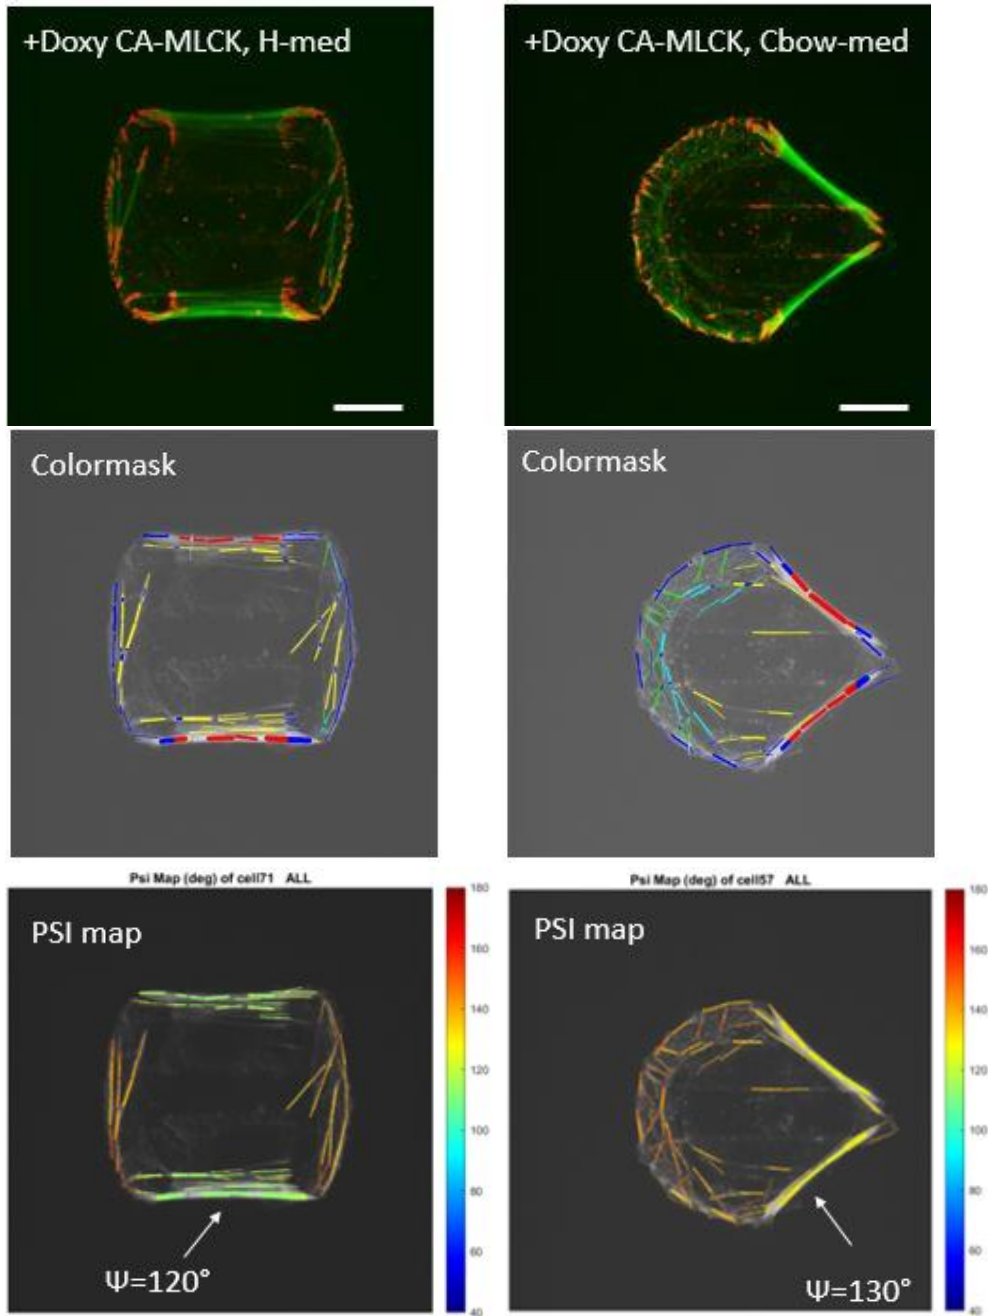 +Doxy CA-MLCK, H-med
+Doxy CA-MLCK, Cbow-med
Colormask
Colormask
Psi Map (deg) of cell71 ALL
Psi Map (deg) of cell57 ALL
PSI map
PSI map
180
160
140
120
100
80
60
40
180
160
140
120
100
80
60
40
Ψ=120°
Ψ=130°